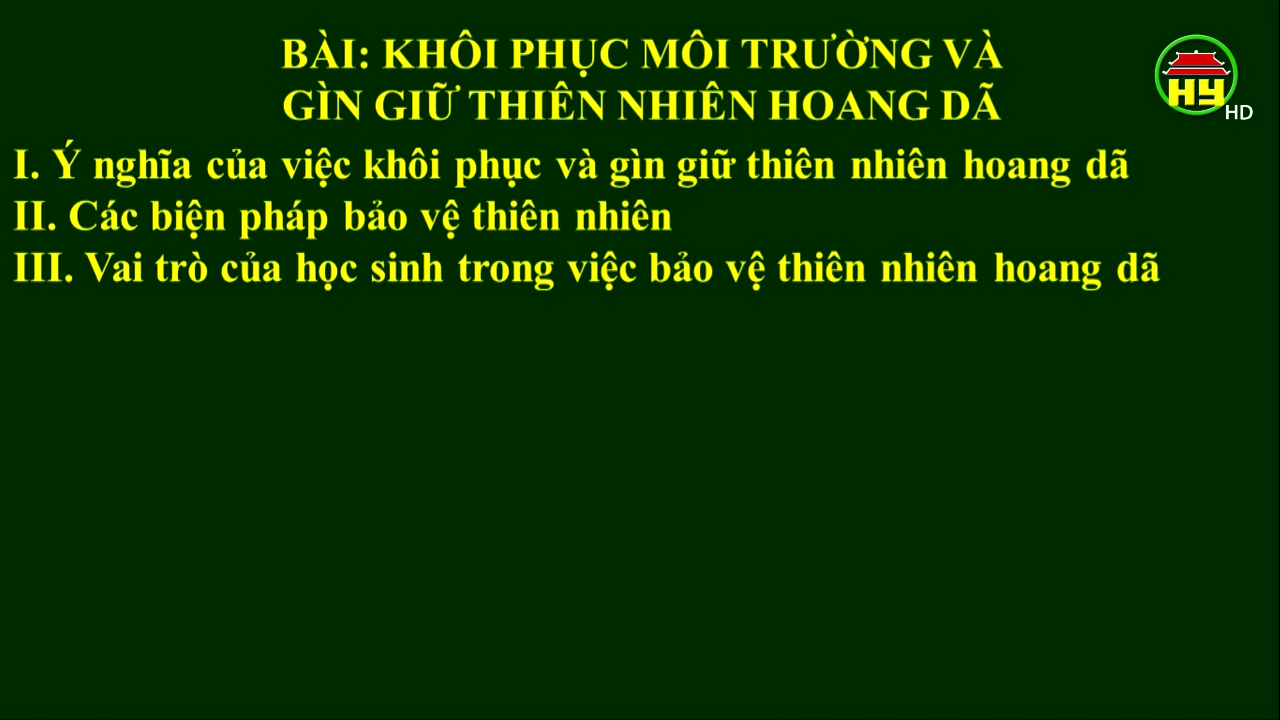 BÀI: KHÔI PHỤC MÔI TRƯỜNG VÀ
GÌN GIỮ THIÊN NHIÊN HOANG DÃ
HY HD
I. Ý nghĩa của việc khôi phục và gìn giữ thiên nhiên hoang dã
II. Các biện pháp bảo vệ thiên nhiên
III. Vai trò của học sinh trong việc bảo vệ thiên nhiên hoang dã